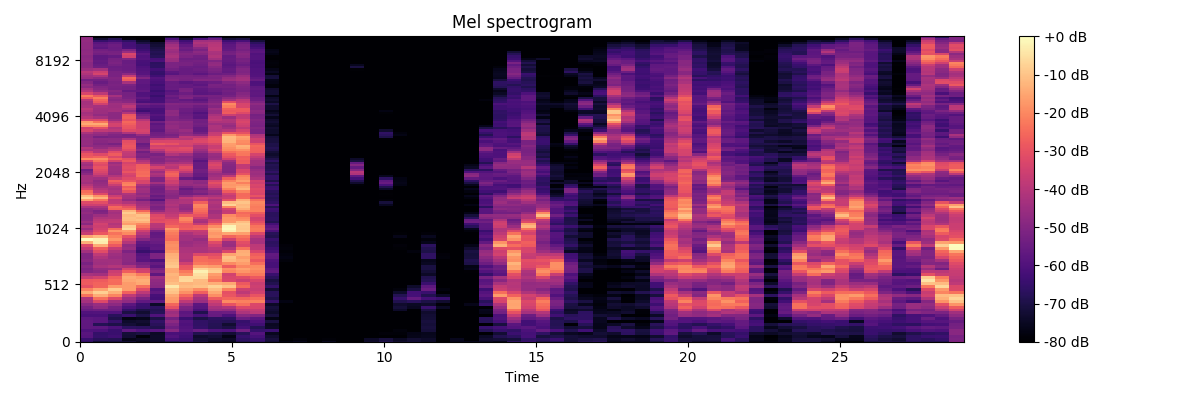 Mel spectrogram
Hz
8192
4096
2048
1024
512
0
0 5 10 15 20 25
Time
+0 dB
-10 dB
-20 dB
-30 dB
-40 dB
-50 dB
-60 dB
-70 dB
-80 dB